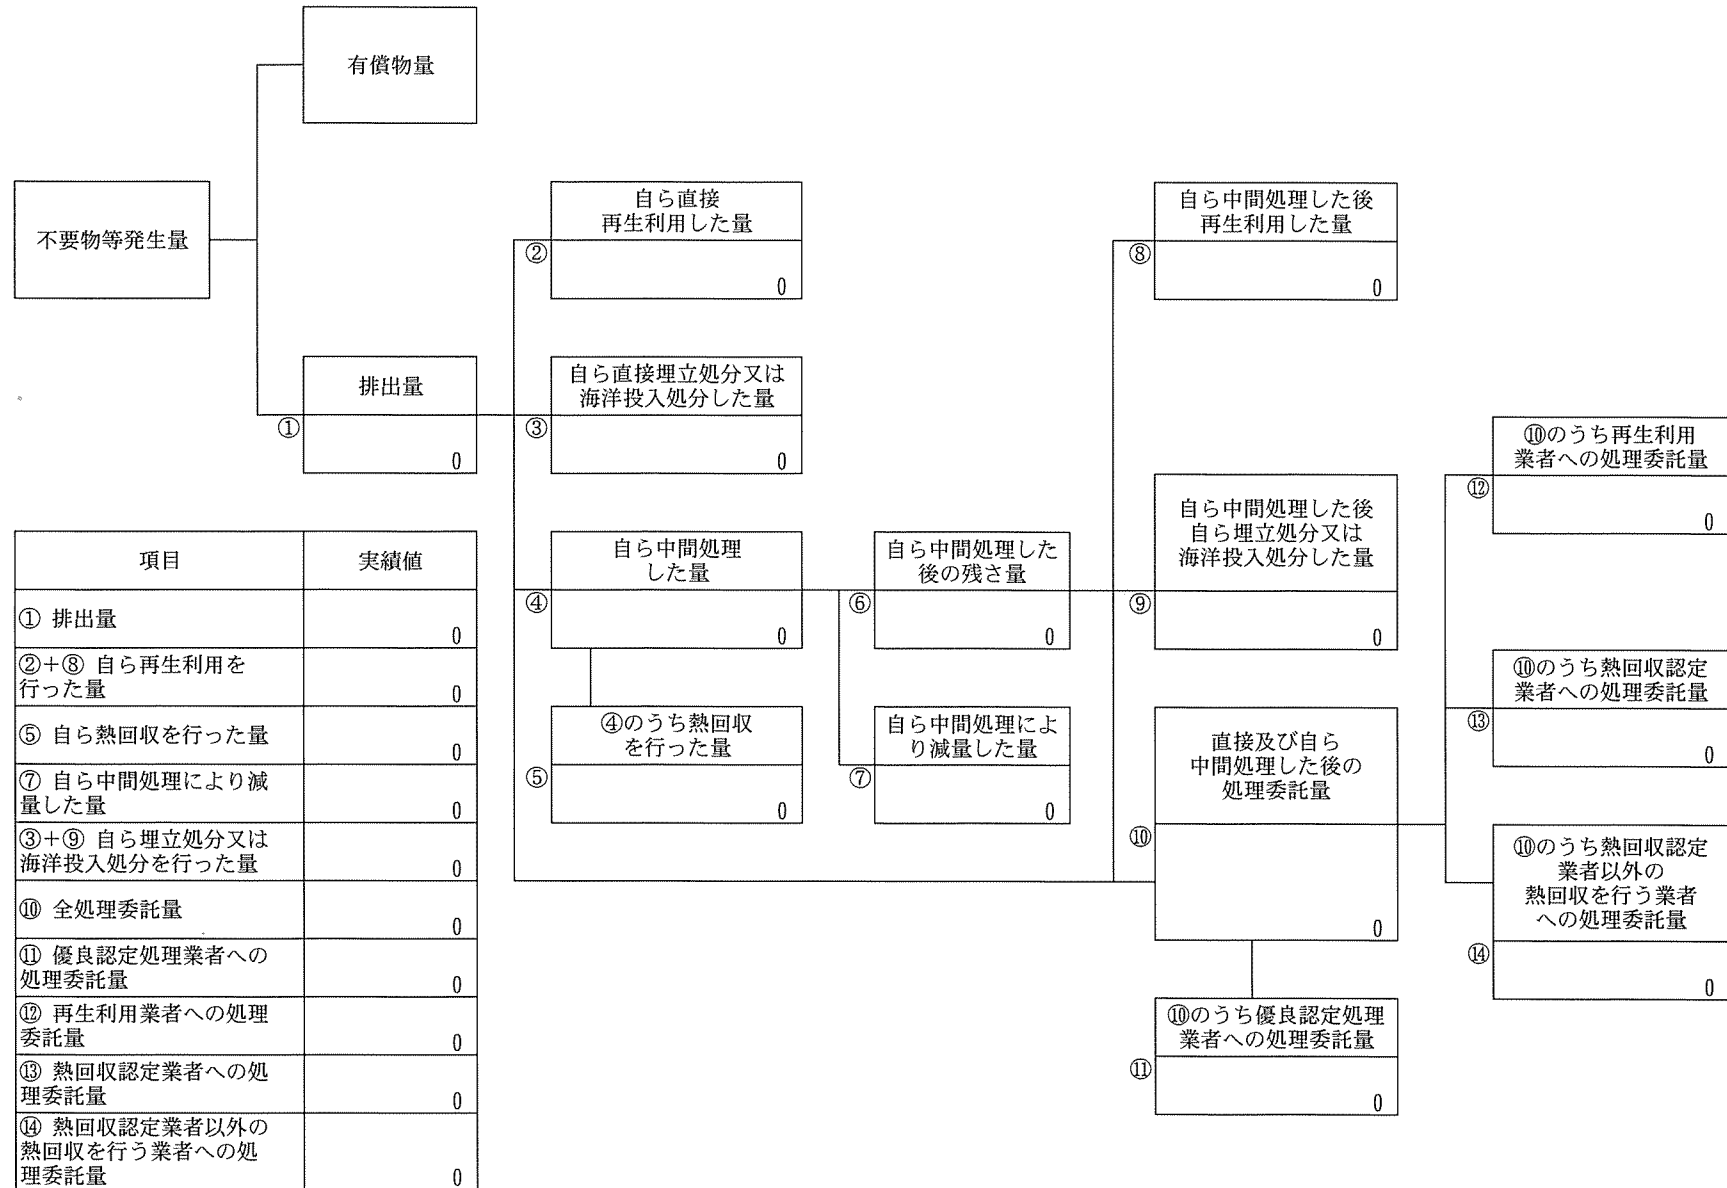 有償物量
不要物等発生量
① 排出量
0
② 自ら直接
再生利用した量
0
③ 自ら直接埋立処分又は
海洋投入処分した量
0
④ 自ら中間処理
した量
0
⑤ ④のうち熱回収
を行った量
0
⑥ 自ら中間処理した
後の残さ量
0
⑦ 自ら中間処理によ
り減量した量
0
⑧ 自ら中間処理した後
再生利用した量
0
⑨ 自ら中間処理した後
自ら埋立処分又は
海洋投入処分した量
0
⑩ 直接及び自ら
中間処理した後の
処理委託量
0
⑪ ⑩のうち優良認定処理
業者への処理委託量
0
⑫ ⑩のうち再生利用
業者への処理委託量
0
⑬ ⑩のうち熱回収認定
業者への処理委託量
0
⑭ ⑩のうち熱回収認定
業者以外の
熱回収を行う業者
への処理委託量
0
項目 実績値
① 排出量
0
②+⑧ 自ら再生利用を
行った量 0
⑤ 自ら熱回収を行った量
0
⑦ 自ら中間処理により減
量した量 0
③+⑨ 自ら埋立処分又は
海洋投入処分を行った量 0
⑩ 全処理委託量
0
⑪ 優良認定処理業者への
処理委託量 0
⑫ 再生利用業者への処理
委託量 0
⑬ 熱回収認定業者への処
理委託量 0
⑭ 熱回収認定業者以外の
熱回収を行う業者への処
理委託量 0